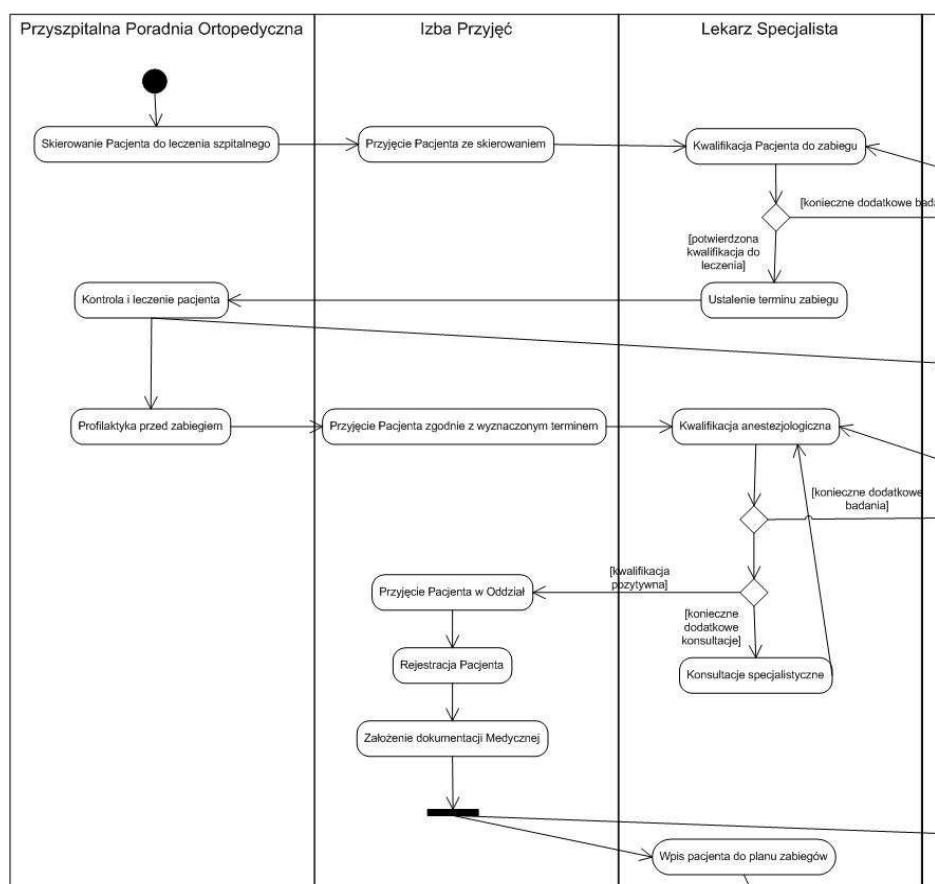 Przyszpitalna Poradnia Ortopedyczna
Izba Przyjęć
Lekarz Specjalista
Skierowanie Pacjenta do leczenia szpitalnego
Przyjęcie Pacjenta ze skierowaniem
Kwalifikacja Pacjenta do zabiegu
[konieczne dodatkowe bada
[potwierdzona
kwalifikacja do
leczenia]
Kontrola i leczenie pacjenta
Ustalenie terminu zabiegu
Profilaktyka przed zabiegiem
Przyjęcie Pacjenta zgodnie z wyznaczonym terminem
Kwalifikacja anestezjologiczna
[konieczne dodatkowe
badania]
[kwalifikacja
pozytywna]
Przyjęcie Pacjenta w Oddział
[konieczne
dodatkowe
konsultacje]
Rejestracja Pacjenta
Konsultacje specjalistyczne
Założenie dokumentacji Medycznej
Wpis pacjenta do planu zabiegów